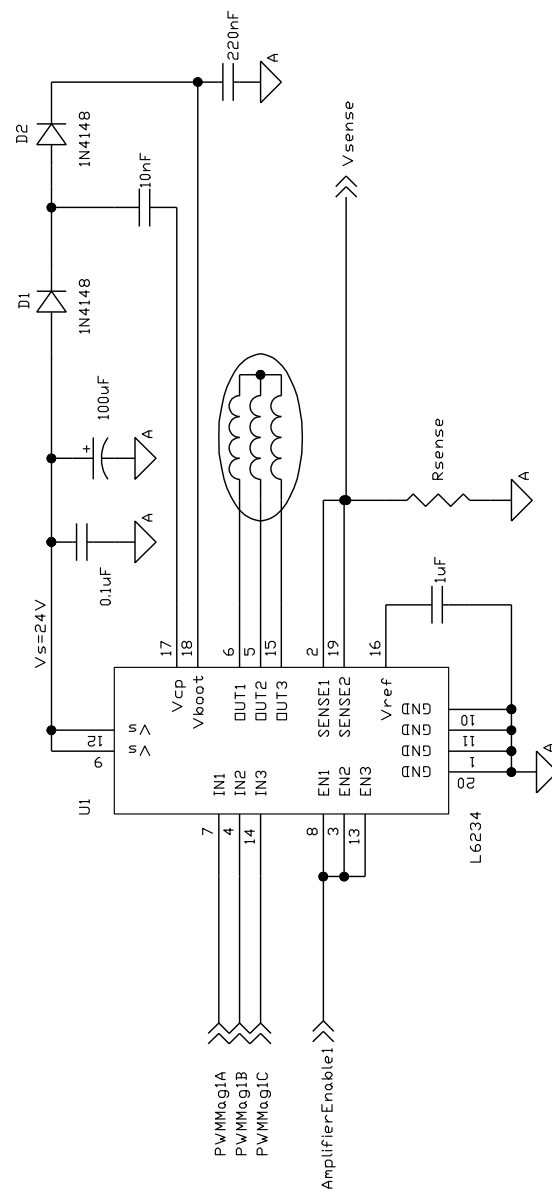 D1
1N4148
D2
1N4148
Vs=24V
0.1uF
+
100uF
A
A
10nF
220nF
A
U1
9
12
Vs
Vs
17
Vcp
18
Vboot
PWMMag1A
7
IN1
OUT1
6
PWMMag1B
4
IN2
OUT2
5
PWMMag1C
14
IN3
OUT3
15
AmplifierEnable1
8
EN1
SENSE1
2
3
EN2
SENSE2
19
13
EN3
Vref
16
Vsense
Rsense
A
1uF
GND
GND
GND
GND
20
1
11
10
L6234
A